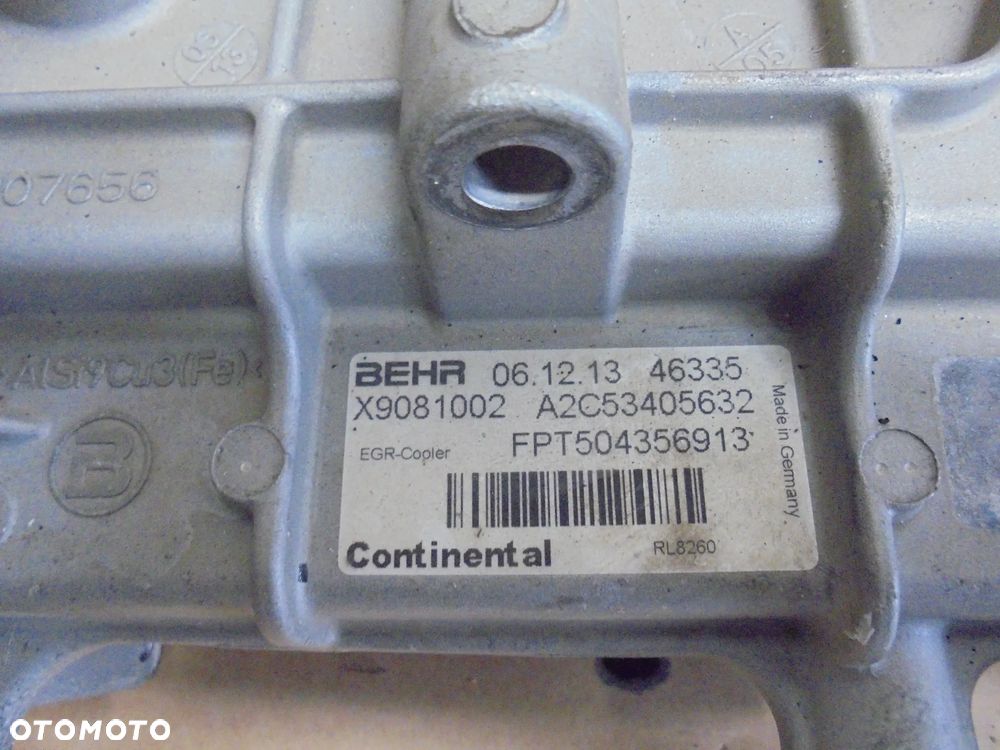 07656
>AlSi9Cu3(Fe)<
BEHR 06.12.13 46335
X9081002 A2C53405632
EGR-Copler FPT504356913
Made in Germany
Continental RL8260
OTOMOTO